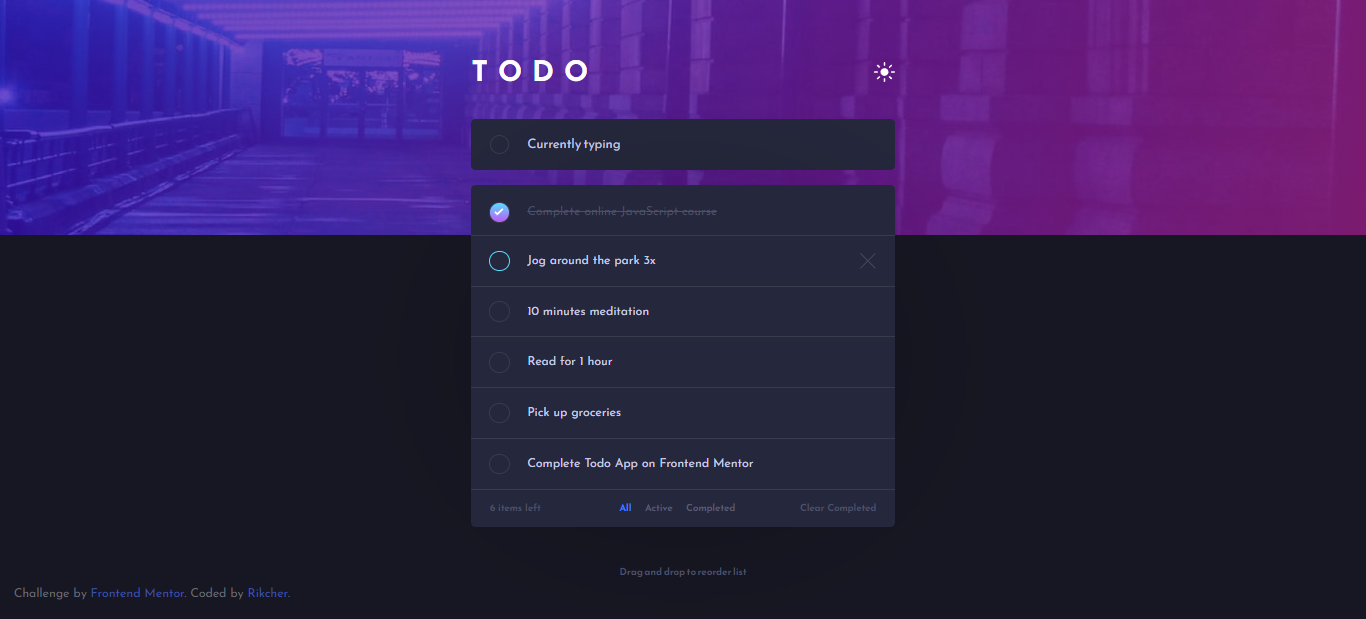 TODO
Currently typing
Complete online JavaScript course
Jog around the park 3x
10 minutes meditation
Read for 1 hour
Pick up groceries
Complete Todo App on Frontend Mentor
6 items left All Active Completed Clear Completed
Drag and drop to reorder list
Challenge by Frontend Mentor. Coded by Rikcher.